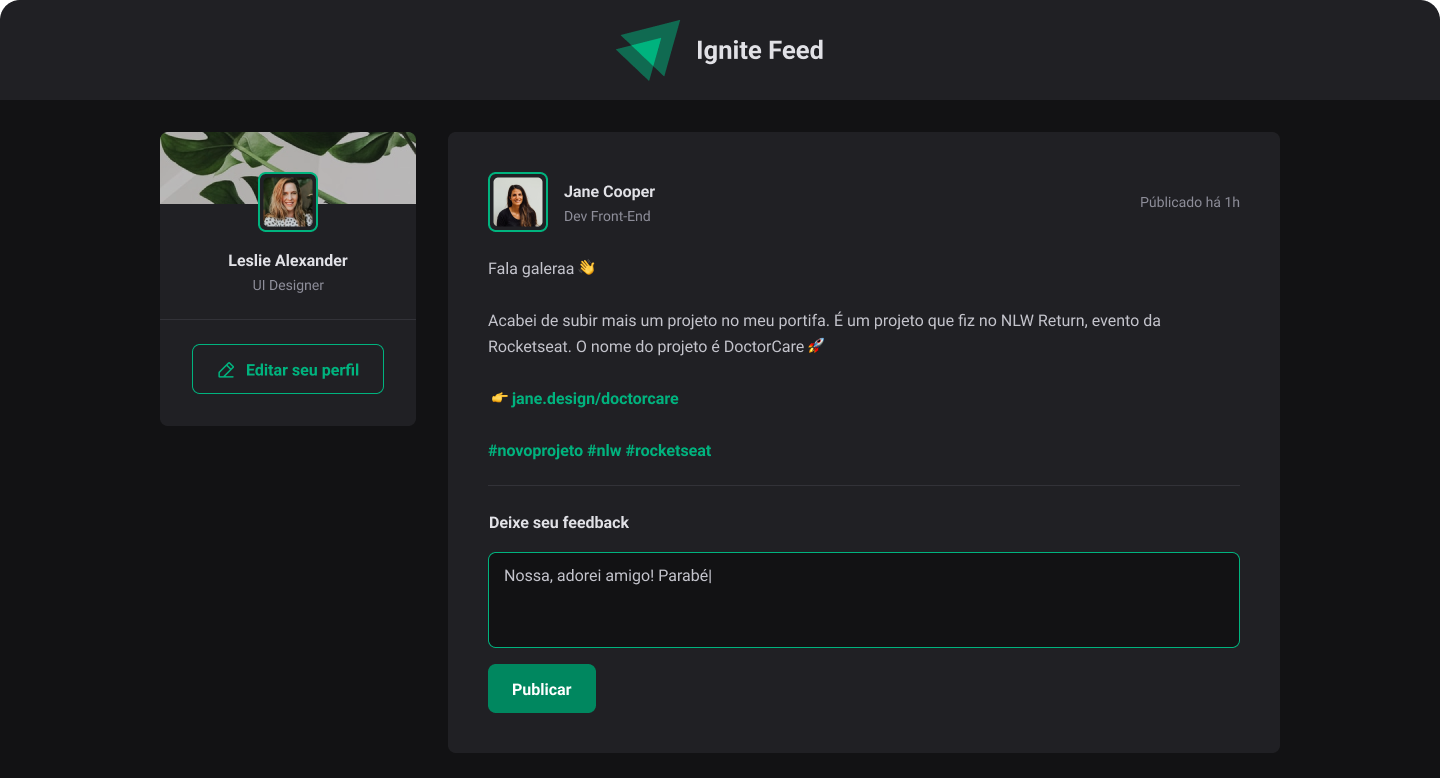 Ignite Feed
Leslie Alexander
UI Designer
Editar seu perfil
Jane Cooper
Dev Front-End
Públicado há 1h
Fala galeraa 👋
Acabei de subir mais um projeto no meu portifa. É um projeto que fiz no NLW Return, evento da
Rocketseat. O nome do projeto é DoctorCare 🚀
👉 jane.design/doctorcare
#novoprojeto #nlw #rocketseat
Deixe seu feedback
Nossa, adorei amigo! Parabé|
Publicar